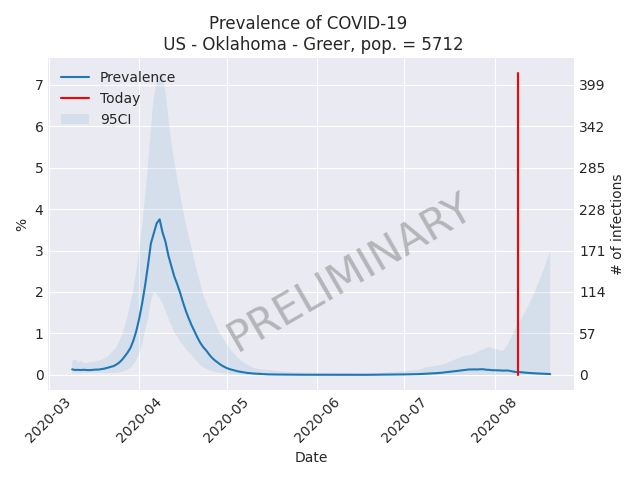 Prevalence of COVID-19
US - Oklahoma - Greer, pop. = 5712
Prevalence
Today
95CI
7
6
5
4
3
2
1
0
%
399
342
285
228
171
114
57
0
# of infections
PRELIMINARY
2020-03
2020-04
2020-05
2020-06
2020-07
2020-08
Date